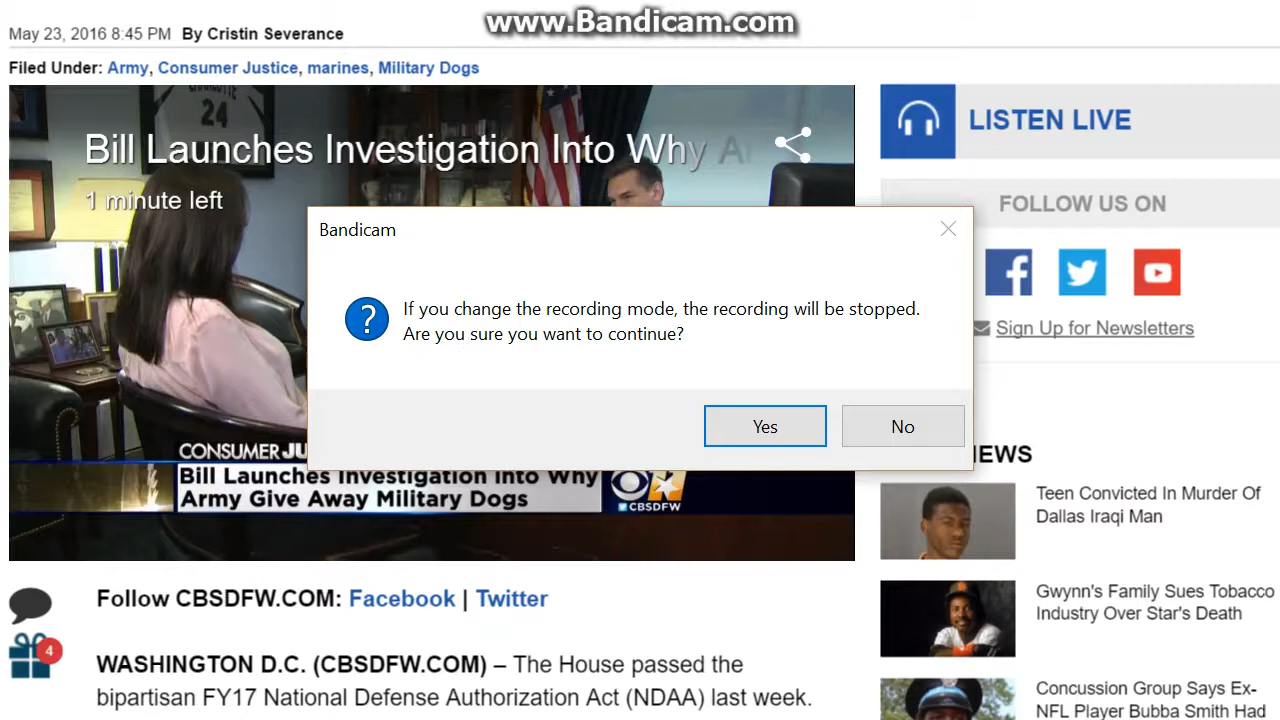 www.Bandicam.com
May 23, 2016 8:45 PM By Cristin Severance
Filed Under: Army, Consumer Justice, marines, Military Dogs
24
Bill Launches Investigation Into Why
1 minute left
LISTEN LIVE
FOLLOW US ON
Sign Up for Newsletters
Bandicam
If you change the recording mode, the recording will be stopped.
Are you sure you want to continue?
Yes
No
CONSUMER
Bill Launches Investigation Into Why
Army Give Away Military Dogs
CBSDFW
NEWS
Teen Convicted In Murder Of
Dallas Iraqi Man
Gwynn's Family Sues Tobacco
Industry Over Star's Death
Concussion Group Says Ex-
NFL Player Bubba Smith Had
Follow CBSDFW.COM: Facebook | Twitter
4
WASHINGTON D.C. (CBSDFW.COM) – The House passed the
bipartisan FY17 National Defense Authorization Act (NDAA) last week.